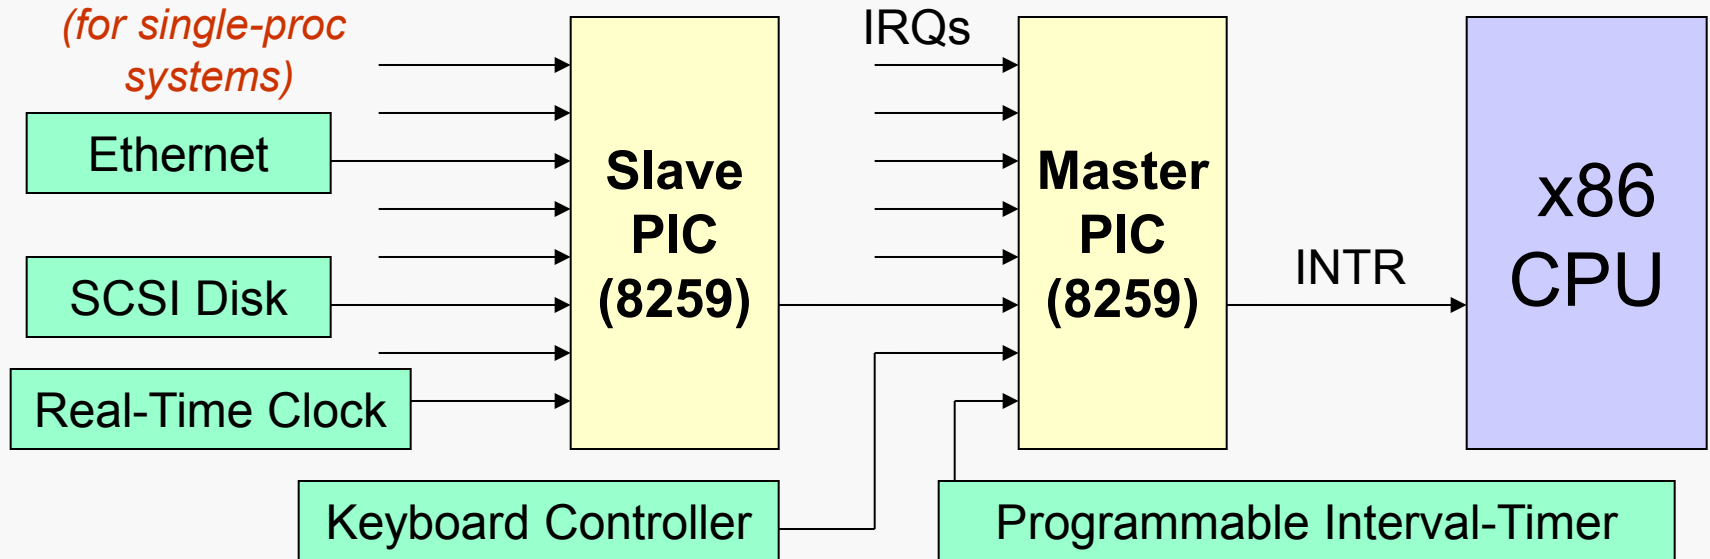 (for single-proc
systems)
IRQs
Ethernet
SCSI Disk
Real-Time Clock
Slave
PIC
(8259)
Master
PIC
(8259)
INTR
x86
CPU
Keyboard Controller
Programmable Interval-Timer